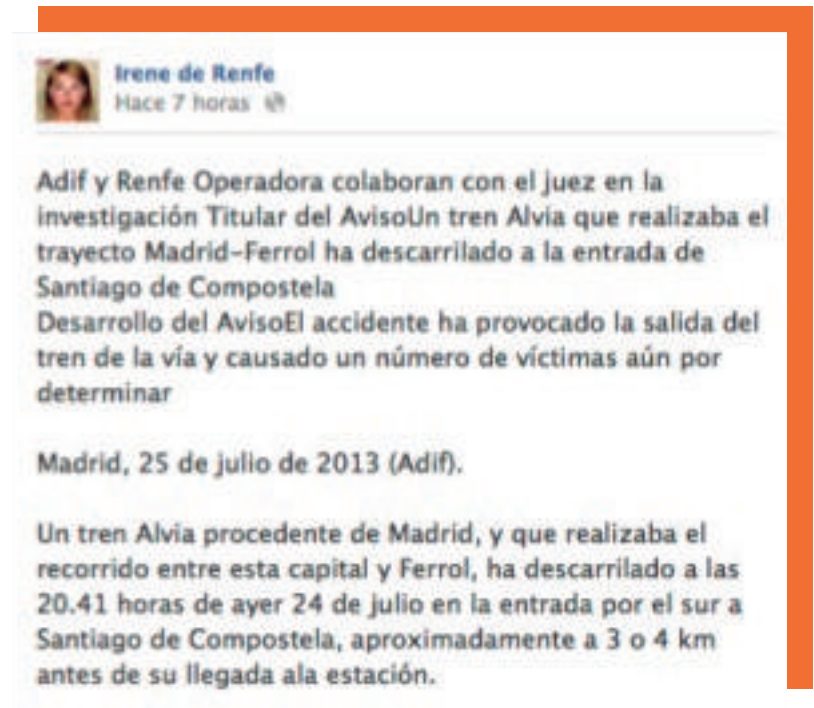 Irene de Renfe
Hace 7 horas
Adif y Renfe Operadora colaboran con el juez en la
investigación Titular del AvisoUn tren Alvia que realizaba el
trayecto Madrid-Ferrol ha descarrilado a la entrada de
Santiago de Compostela
Desarrollo del AvisoEl accidente ha provocado la salida del
tren de la vía y causado un número de víctimas aún por
determinar
Madrid, 25 de julio de 2013 (Adif).
Un tren Alvia procedente de Madrid, y que realizaba el
recorrido entre esta capital y Ferrol, ha descarrilado a las
20.41 horas de ayer 24 de julio en la entrada por el sur a
Santiago de Compostela, aproximadamente a 3 o 4 km
antes de su llegada ala estación.